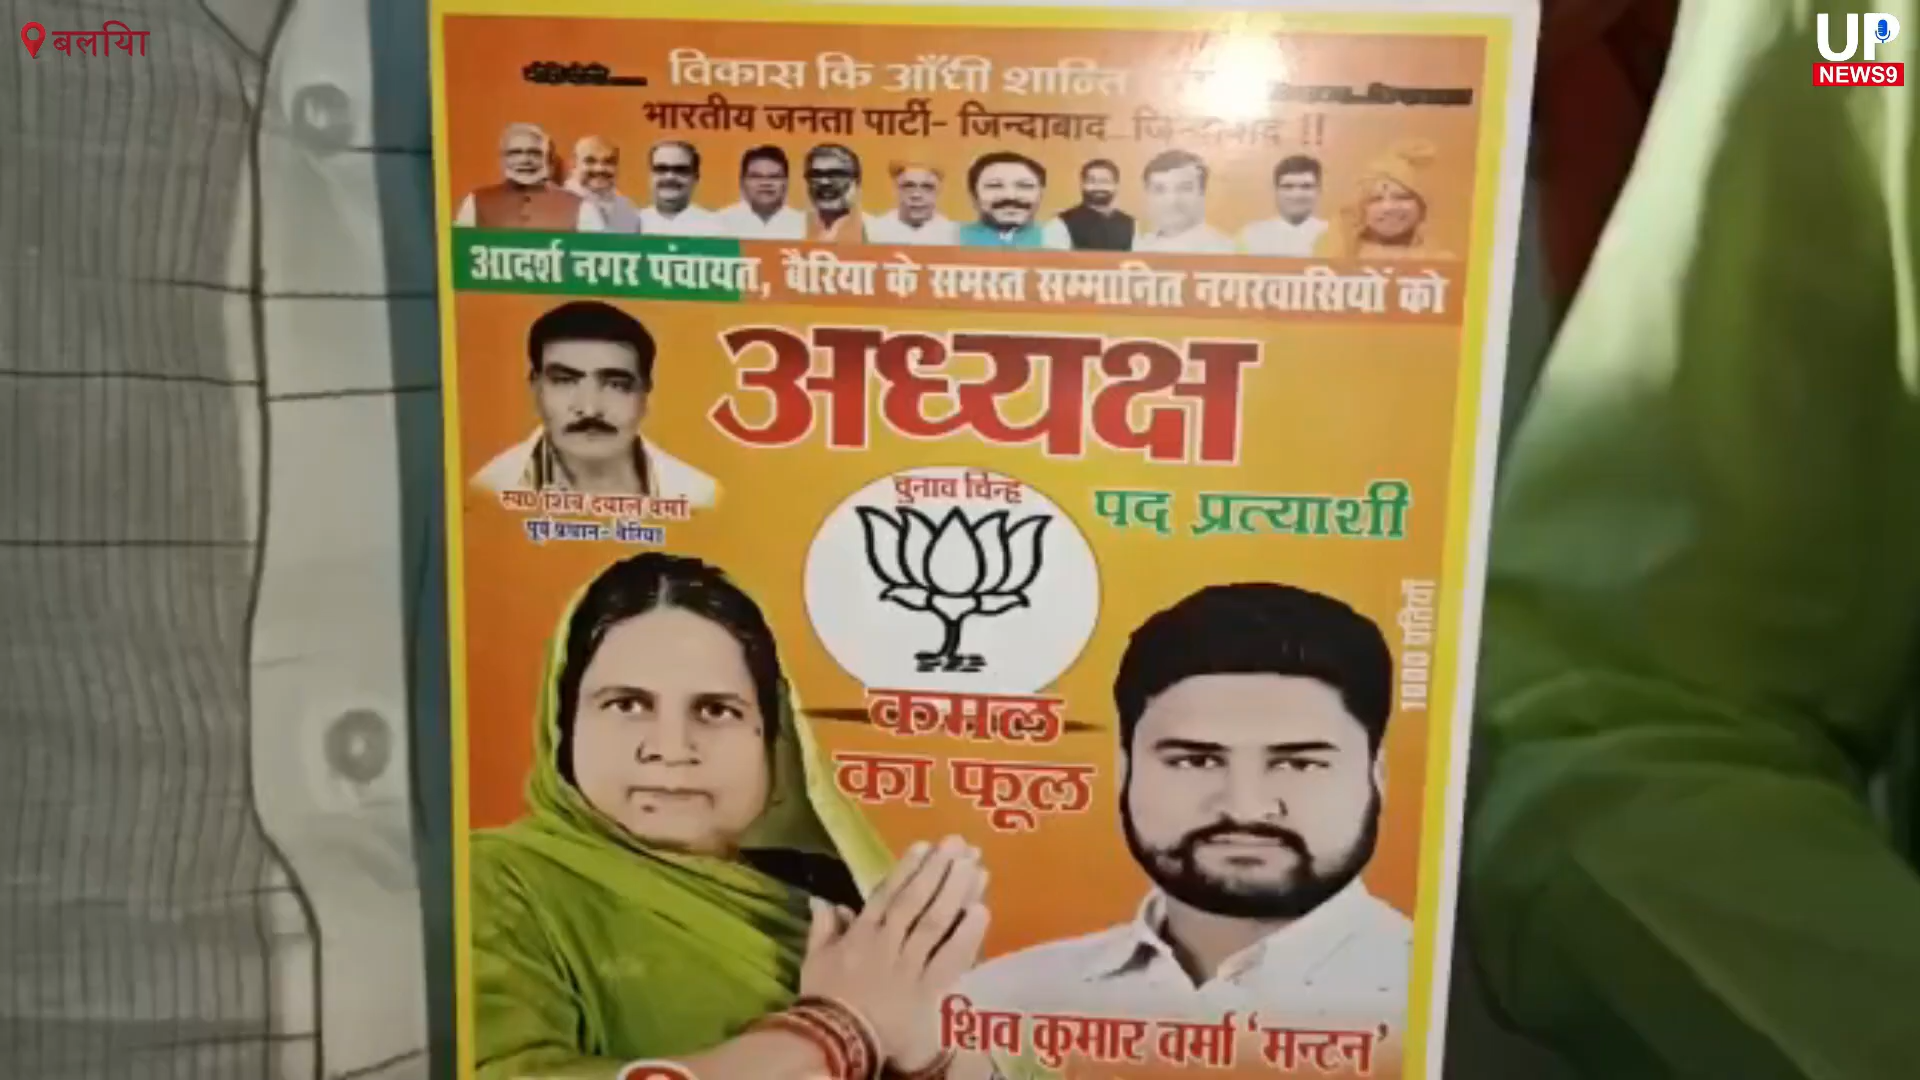 बलिया
UP
NEWS9
विकास कि आँधी शान्ति
भारतीय जनता पार्टी- जिन्दाबाद जिन्दाबाद !!
आदर्श नगर पंचायत, बैरिया के समस्त सम्मानित नगरवासियों को
अध्यक्ष
पद प्रत्याशी
स्व० शिव दयाल वर्मा
पूर्व प्रधान- बैरिया
चुनाव चिन्ह
कमल
का फूल
1000 प्रतियाँ
शिव कुमार वर्मा ‘मन्टन’